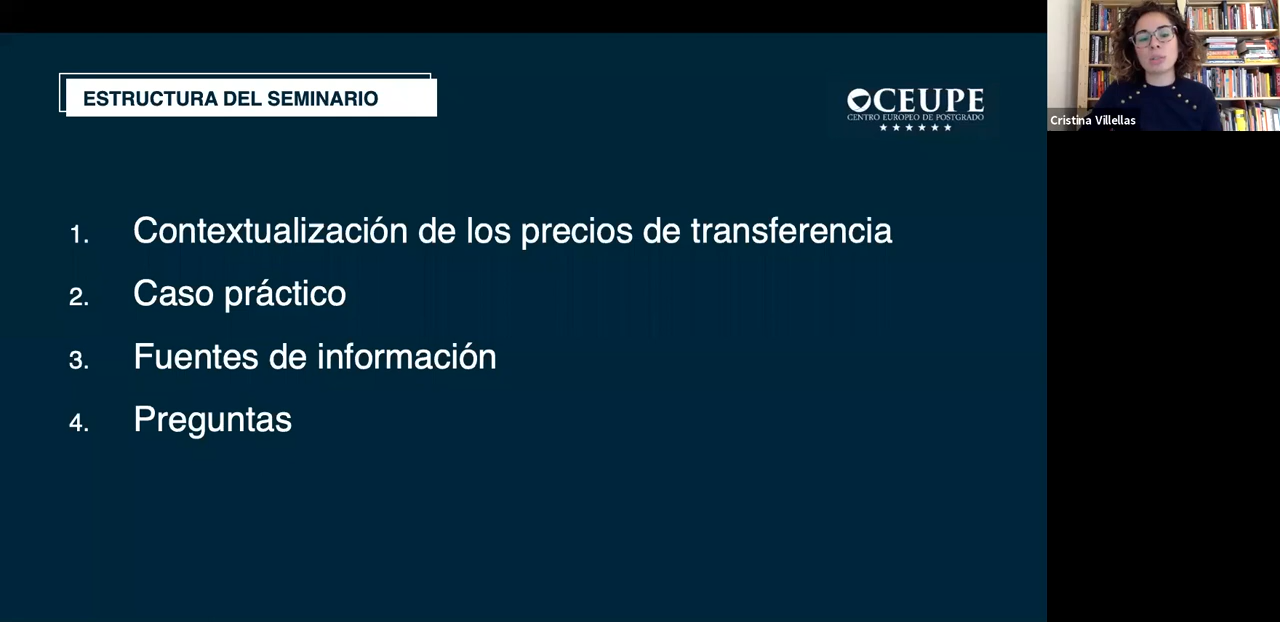 ESTRUCTURA DEL SEMINARIO
CEUPE
CENTRO EUROPEO DE POSTGRADO
Cristina Villellas
1. Contextualización de los precios de transferencia
2. Caso práctico
3. Fuentes de información
4. Preguntas